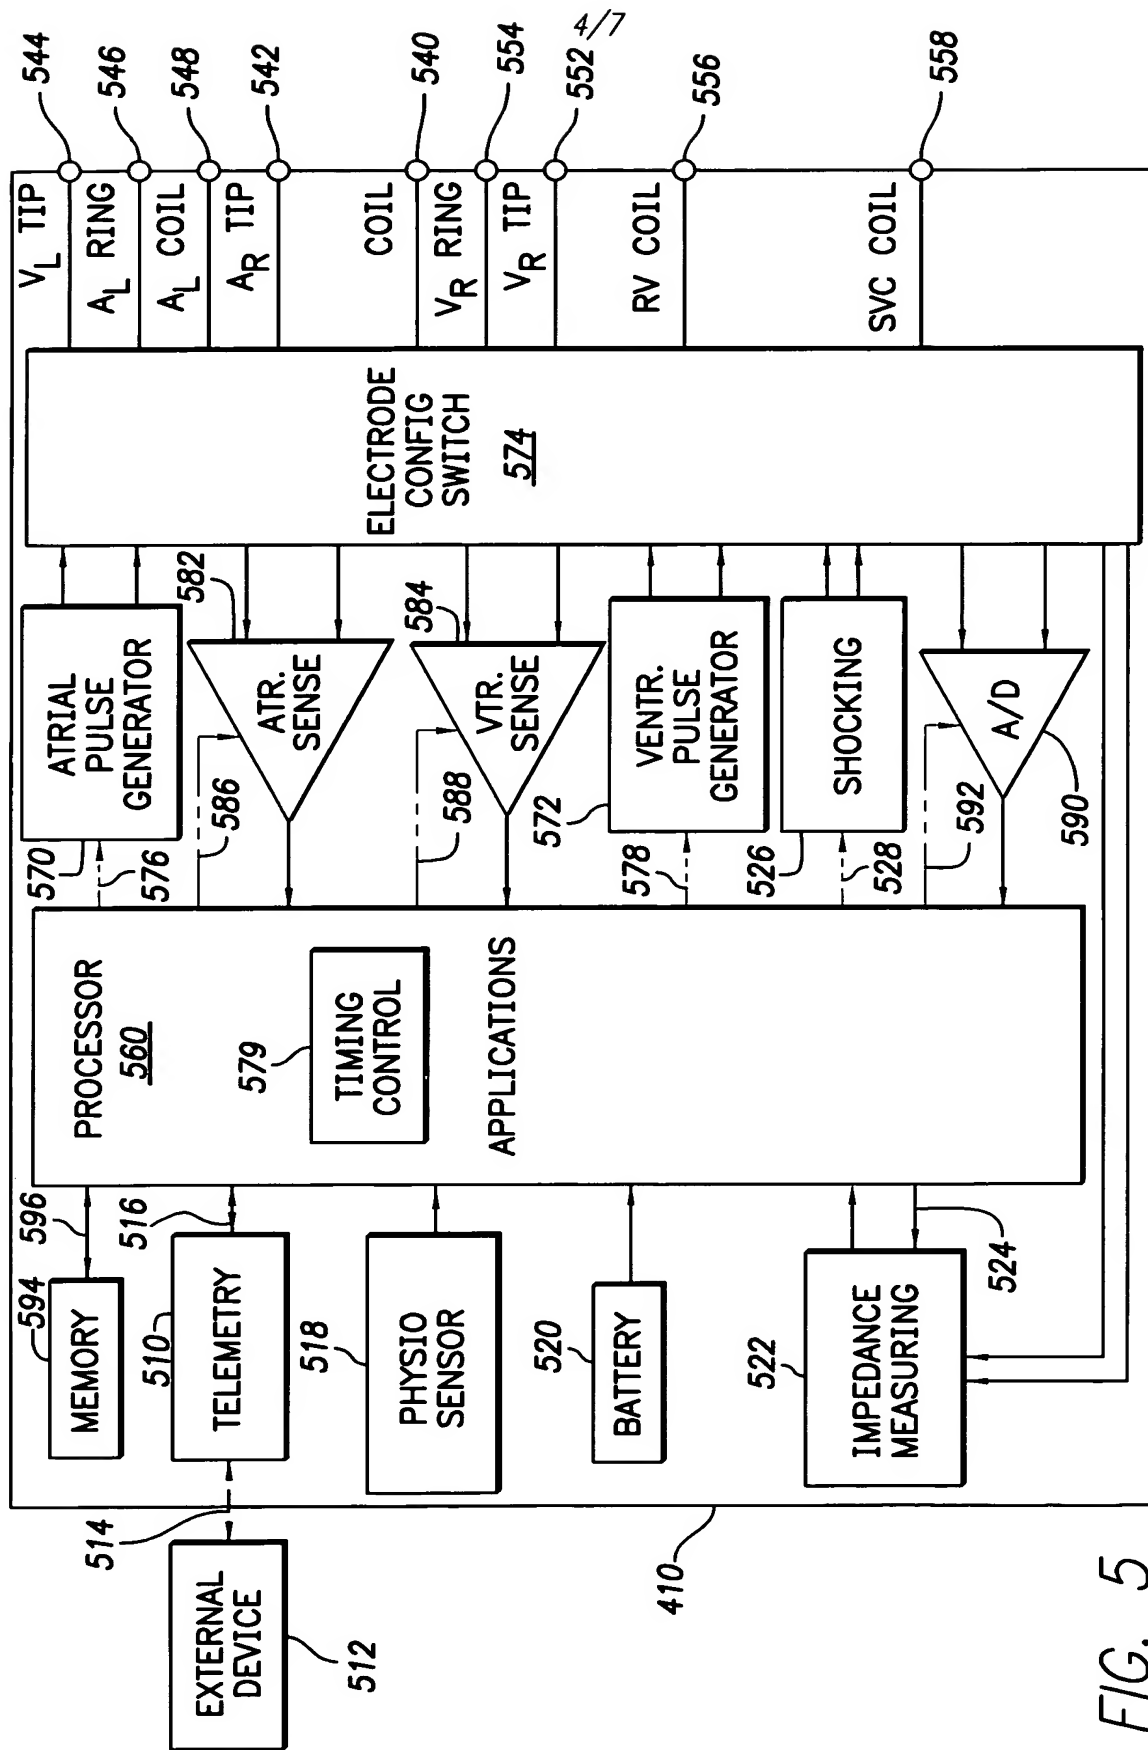 4/7
544
546
548
542
540
554
552
556
558
V_L TIP
A_L RING
A_L COIL
A_R TIP
COIL
V_R RING
V_R TIP
RV COIL
SVC COIL
ELECTRODE
CONFIG
SWITCH
574
ATRIAL
PULSE
GENERATOR
570
576
582
ATR.
SENSE
586
584
VTR.
SENSE
588
VENTR.
PULSE
GENERATOR
572
578
SHOCKING
526
528
A/D
592
590
PROCESSOR
560
579
TIMING
CONTROL
APPLICATIONS
596
594
MEMORY
516
510
TELEMETRY
518
PHYSIO
SENSOR
520
BATTERY
522
IMPEDANCE
MEASURING
524
514
EXTERNAL
DEVICE
512
410
FIG. 5